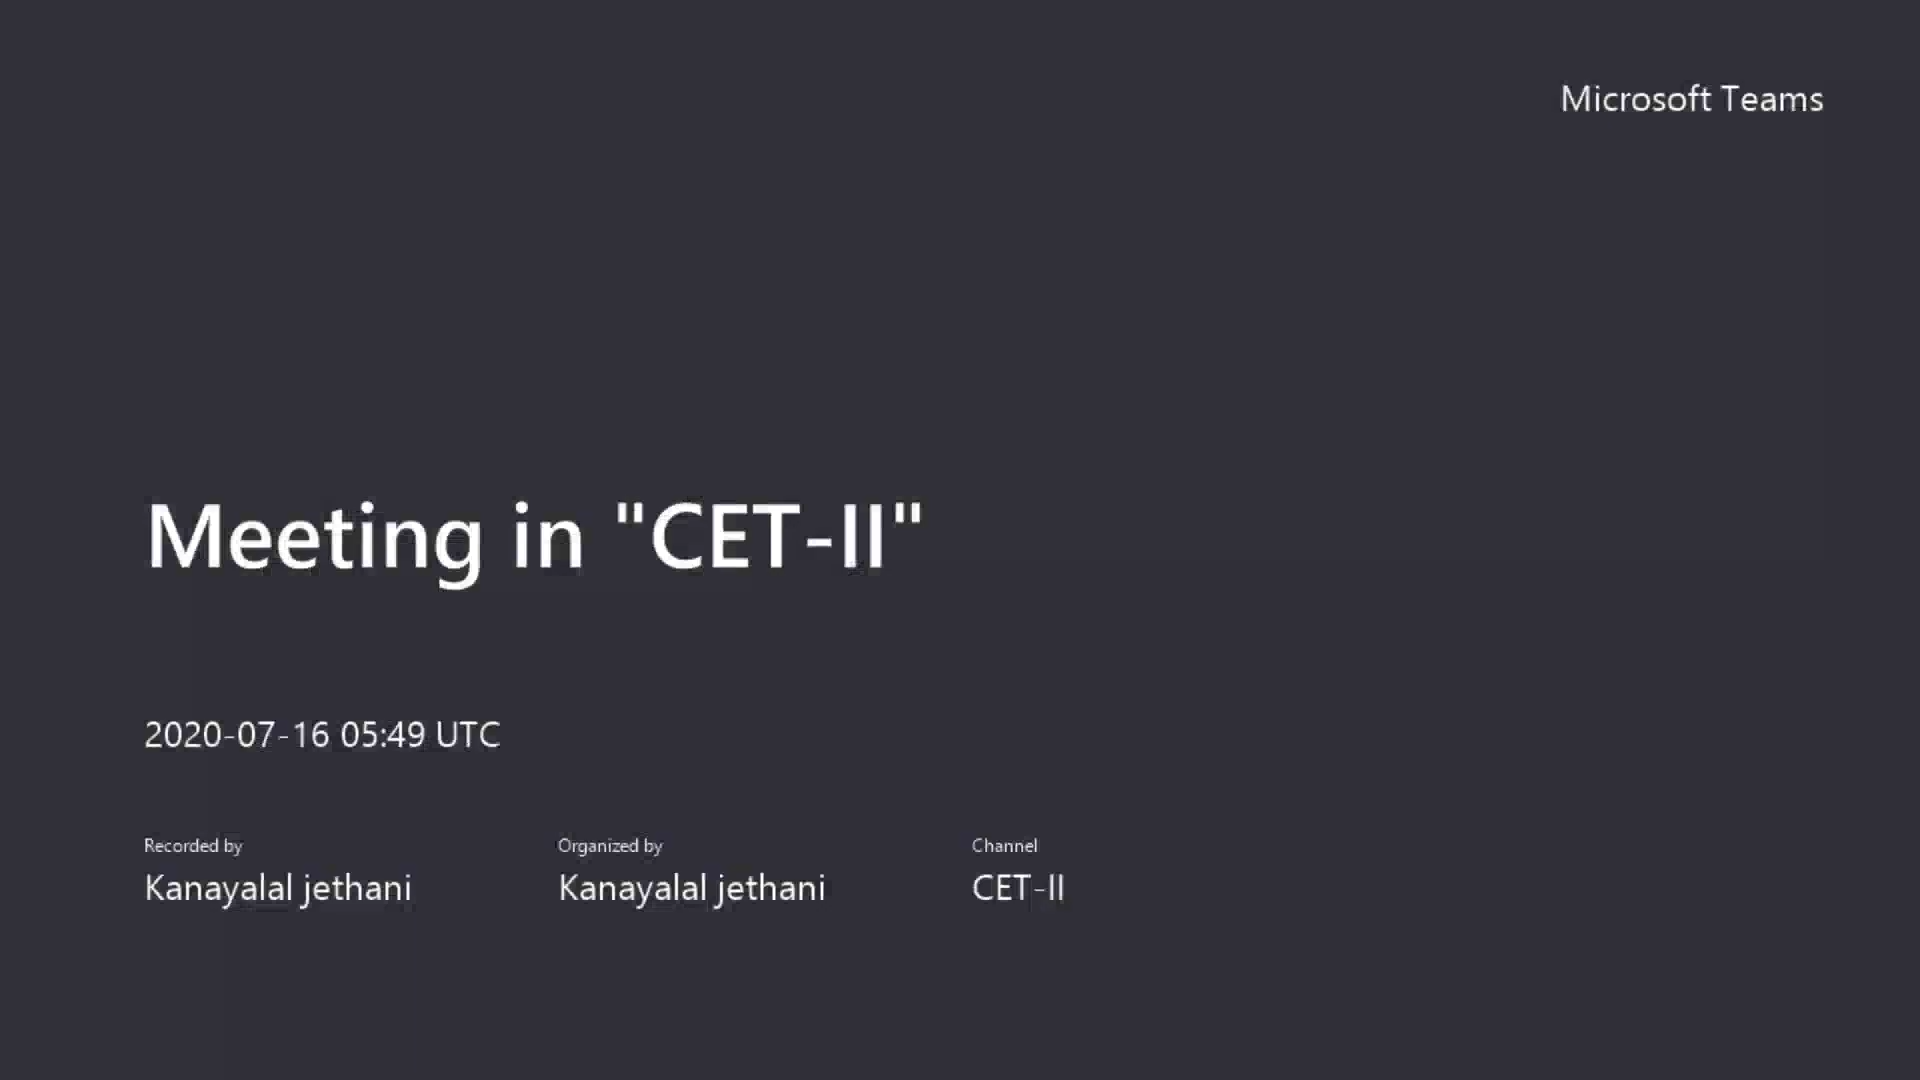 Microsoft Teams
Meeting in "CET-II"
2020-07-16 05:49 UTC
Recorded by
Kanayalal jethani
Organized by
Kanayalal jethani
Channel
CET-II